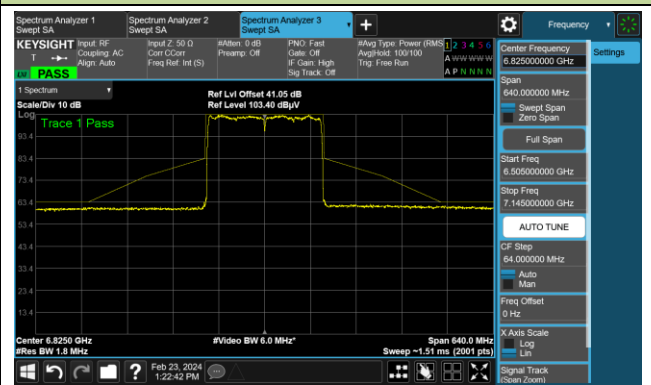 Spectrum Analyzer 1
Swept SA
Spectrum Analyzer 2
Swept SA
Spectrum Analyzer 3
Swept SA
Frequency
KEYSIGHT
Input: RF
Coupling: AC
Align: Auto
Input Z: 50 Ω
Corr CCorr
Freq Ref: Int (S)
#Atten: 0 dB
Preamp: Off
PNO: Fast
Gate: Off
IF Gain: High
Sig Track: Off
#Avg Type: Power (RMS
Avg|Hold: 100/100
Trig: Free Run
1 2 3 4 5 6
A W W W W W
A P N N N N
T
PASS
1 Spectrum
Scale/Div 10 dB
Ref Lvl Offset 41.05 dB
Ref Level 103.40 dBµV
Log
Trace 1 Pass
93.4
83.4
73.4
63.4
53.4
43.4
33.4
23.4
13.4
Center 6.8250 GHz
#Res BW 1.8 MHz
#Video BW 6.0 MHz*
Span 640.0 MHz
Sweep ~1.51 ms (2001 pts)
Feb 23, 2024
1:22:42 PM
Center Frequency
6.825000000 GHz
Settings
Span
640.000000 MHz
Swept Span
Zero Span
Full Span
Start Freq
6.505000000 GHz
Stop Freq
7.145000000 GHz
AUTO TUNE
CF Step
64.000000 MHz
Auto
Man
Freq Offset
0 Hz
X Axis Scale
Log
Lin
Signal Track
(Span Zoom)